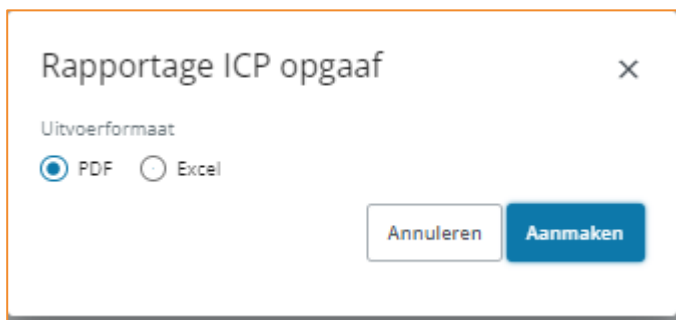 Rapportage ICP opgaaf
Uitvoerformaat
PDF Excel
Annuleren Aanmaken